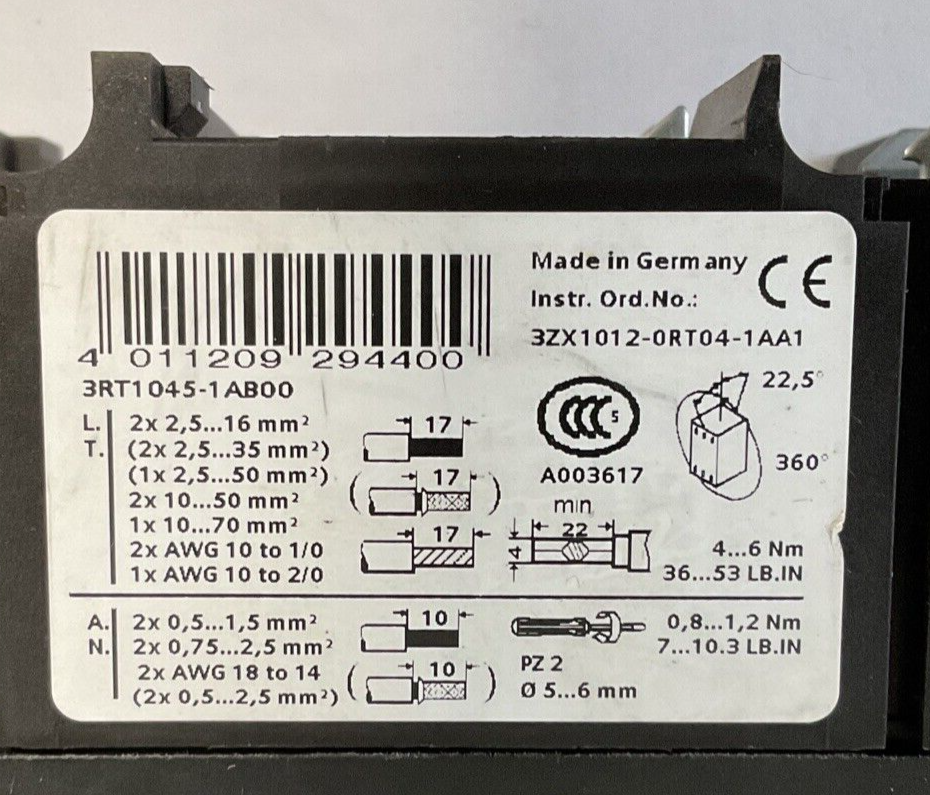 Made in Germany CE
Instr. Ord.No.:
3ZX1012-0RT04-1AA1
4 011209 294400
3RT1045-1AB00
22,5°
360°
CCC S
A003617
L. 2x 2,5...16 mm²
T. (2x 2,5...35 mm²)
(1x 2,5...50 mm²)
2x 10...50 mm²
1x 10...70 mm²
2x AWG 10 to 1/0
1x AWG 10 to 2/0
17
( 17 )
17
min
22
4
4...6 Nm
36...53 LB.IN
A. 2x 0,5...1,5 mm²
N. 2x 0,75...2,5 mm²
2x AWG 18 to 14
(2x 0,5...2,5 mm²)
10
( 10 )
PZ 2
Ø 5...6 mm
0,8...1,2 Nm
7...10.3 LB.IN